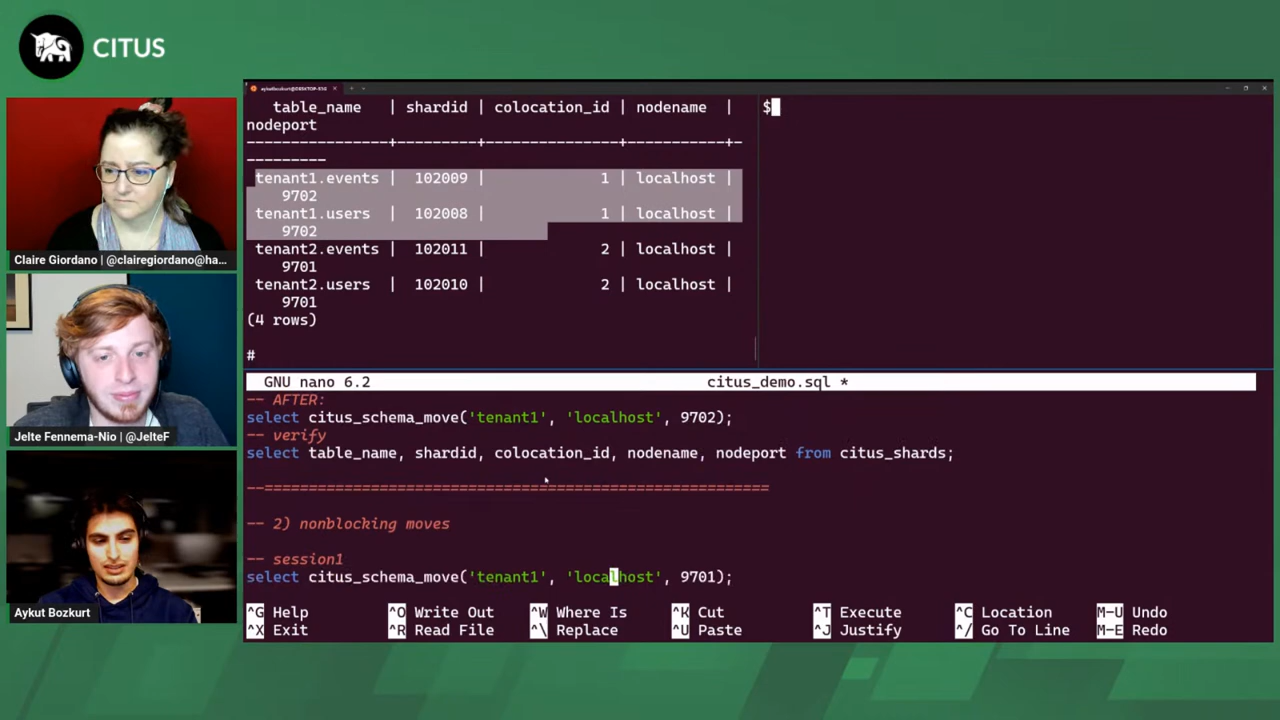 CITUS
Claire Giordano | @clairegiordano@ha...
Jelte Fennema-Nio | @JelteF
Aykut Bozkurt
table_name | shardid | colocation_id | nodename |
nodeport
----------------+---------+---------------+-----------+-
---------
tenant1.events | 102009 | 1 | localhost |
9702
tenant1.users | 102008 | 1 | localhost |
9702
tenant2.events | 102011 | 2 | localhost |
9701
tenant2.users | 102010 | 2 | localhost |
9701
(4 rows)
#
$
GNU nano 6.2 citus_demo.sql *
-- AFTER:
select citus_schema_move('tenant1', 'localhost', 9702);
-- verify
select table_name, shardid, colocation_id, nodename, nodeport from citus_shards;
--=========================================================
-- 2) nonblocking moves
-- session1
select citus_schema_move('tenant1', 'localhost', 9701);
^G Help ^O Write Out ^W Where Is ^K Cut ^T Execute ^C Location M-U Undo
^X Exit ^R Read File ^\ Replace ^U Paste ^J Justify ^/ Go To Line M-E Redo